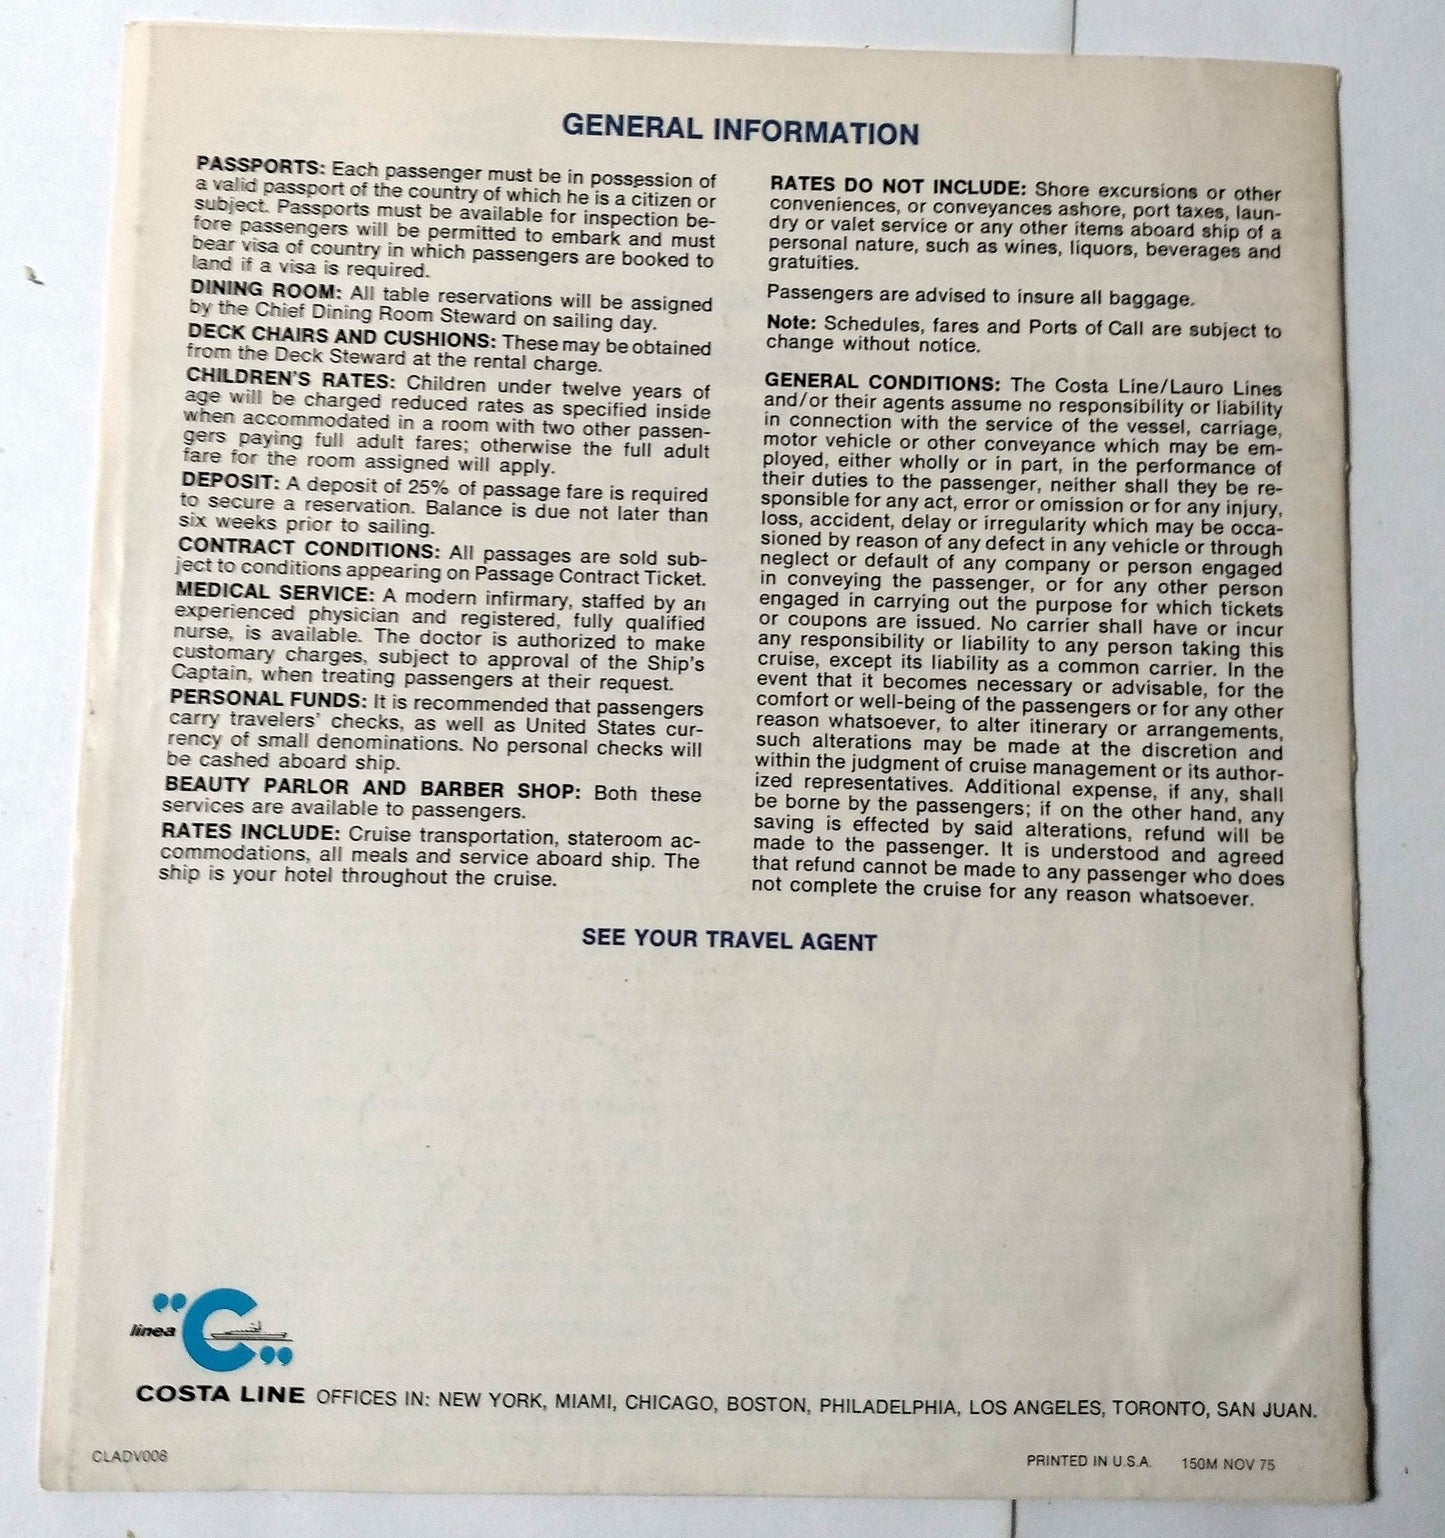 GENERAL INFORMATION
PASSPORTS: Each passenger must be in possession of
a valid passport of the country of which he is a citizen or
subject. Passports must be available for inspection be-
fore passengers will be permitted to embark and must
bear visa of country in which passengers are booked to
land if a visa is required.
DINING ROOM: All table reservations will be assigned
by the Chief Dining Room Steward on sailing day.
DECK CHAIRS AND CUSHIONS: These may be obtained
from the Deck Steward at the rental charge.
CHILDREN'S RATES: Children under twelve years of
age will be charged reduced rates as specified inside
when accommodated in a room with two other passen-
gers paying full adult fares; otherwise the full adult
fare for the room assigned will apply.
DEPOSIT: A deposit of 25% of passage fare is required
to secure a reservation. Balance is due not later than
six weeks prior to sailing.
CONTRACT CONDITIONS: All passages are sold sub-
ject to conditions appearing on Passage Contract Ticket.
MEDICAL SERVICE: A modern infirmary, staffed by an
experienced physician and registered, fully qualified
nurse, is available. The doctor is authorized to make
customary charges, subject to approval of the Ship's
Captain, when treating passengers at their request.
PERSONAL FUNDS: It is recommended that passengers
carry travelers' checks, as well as United States cur-
rency of small denominations. No personal checks will
be cashed aboard ship.
BEAUTY PARLOR AND BARBER SHOP: Both these
services are available to passengers.
RATES INCLUDE: Cruise transportation, stateroom ac-
commodations, all meals and service aboard ship. The
ship is your hotel throughout the cruise.
RATES DO NOT INCLUDE: Shore excursions or other
conveniences, or conveyances ashore, port taxes, laun-
dry or valet service or any other items aboard ship of a
personal nature, such as wines, liquors, beverages and
gratuities.
Passengers are advised to insure all baggage.
Note: Schedules, fares and Ports of Call are subject to
change without notice.
GENERAL CONDITIONS: The Costa Line/Lauro Lines
and/or their agents assume no responsibility or liability
in connection with the service of the vessel, carriage,
motor vehicle or other conveyance which may be em-
ployed, either wholly or in part, in the performance of
their duties to the passenger, neither shall they be re-
sponsible for any act, error or omission or for any injury,
loss, accident, delay or irregularity which may be occa-
sioned by reason of any defect in any vehicle or through
neglect or default of any company or person engaged
in conveying the passenger, or for any other person
engaged in carrying out the purpose for which tickets
or coupons are issued. No carrier shall have or incur
any responsibility or liability to any person taking this
cruise, except its liability as a common carrier. In the
event that it becomes necessary or advisable, for the
comfort or well-being of the passengers or for any other
reason whatsoever, to alter itinerary or arrangements,
such alterations may be made at the discretion and
within the judgment of cruise management or its author-
ized representatives. Additional expense, if any, shall
be borne by the passengers; if on the other hand, any
saving is effected by said alterations, refund will be
made to the passenger. It is understood and agreed
that refund cannot be made to any passenger who does
not complete the cruise for any reason whatsoever.
SEE YOUR TRAVEL AGENT
linea "C"
COSTA LINE OFFICES IN: NEW YORK, MIAMI, CHICAGO, BOSTON, PHILADELPHIA, LOS ANGELES, TORONTO, SAN JUAN.
CLADV006
PRINTED IN U.S.A. 150M NOV 75